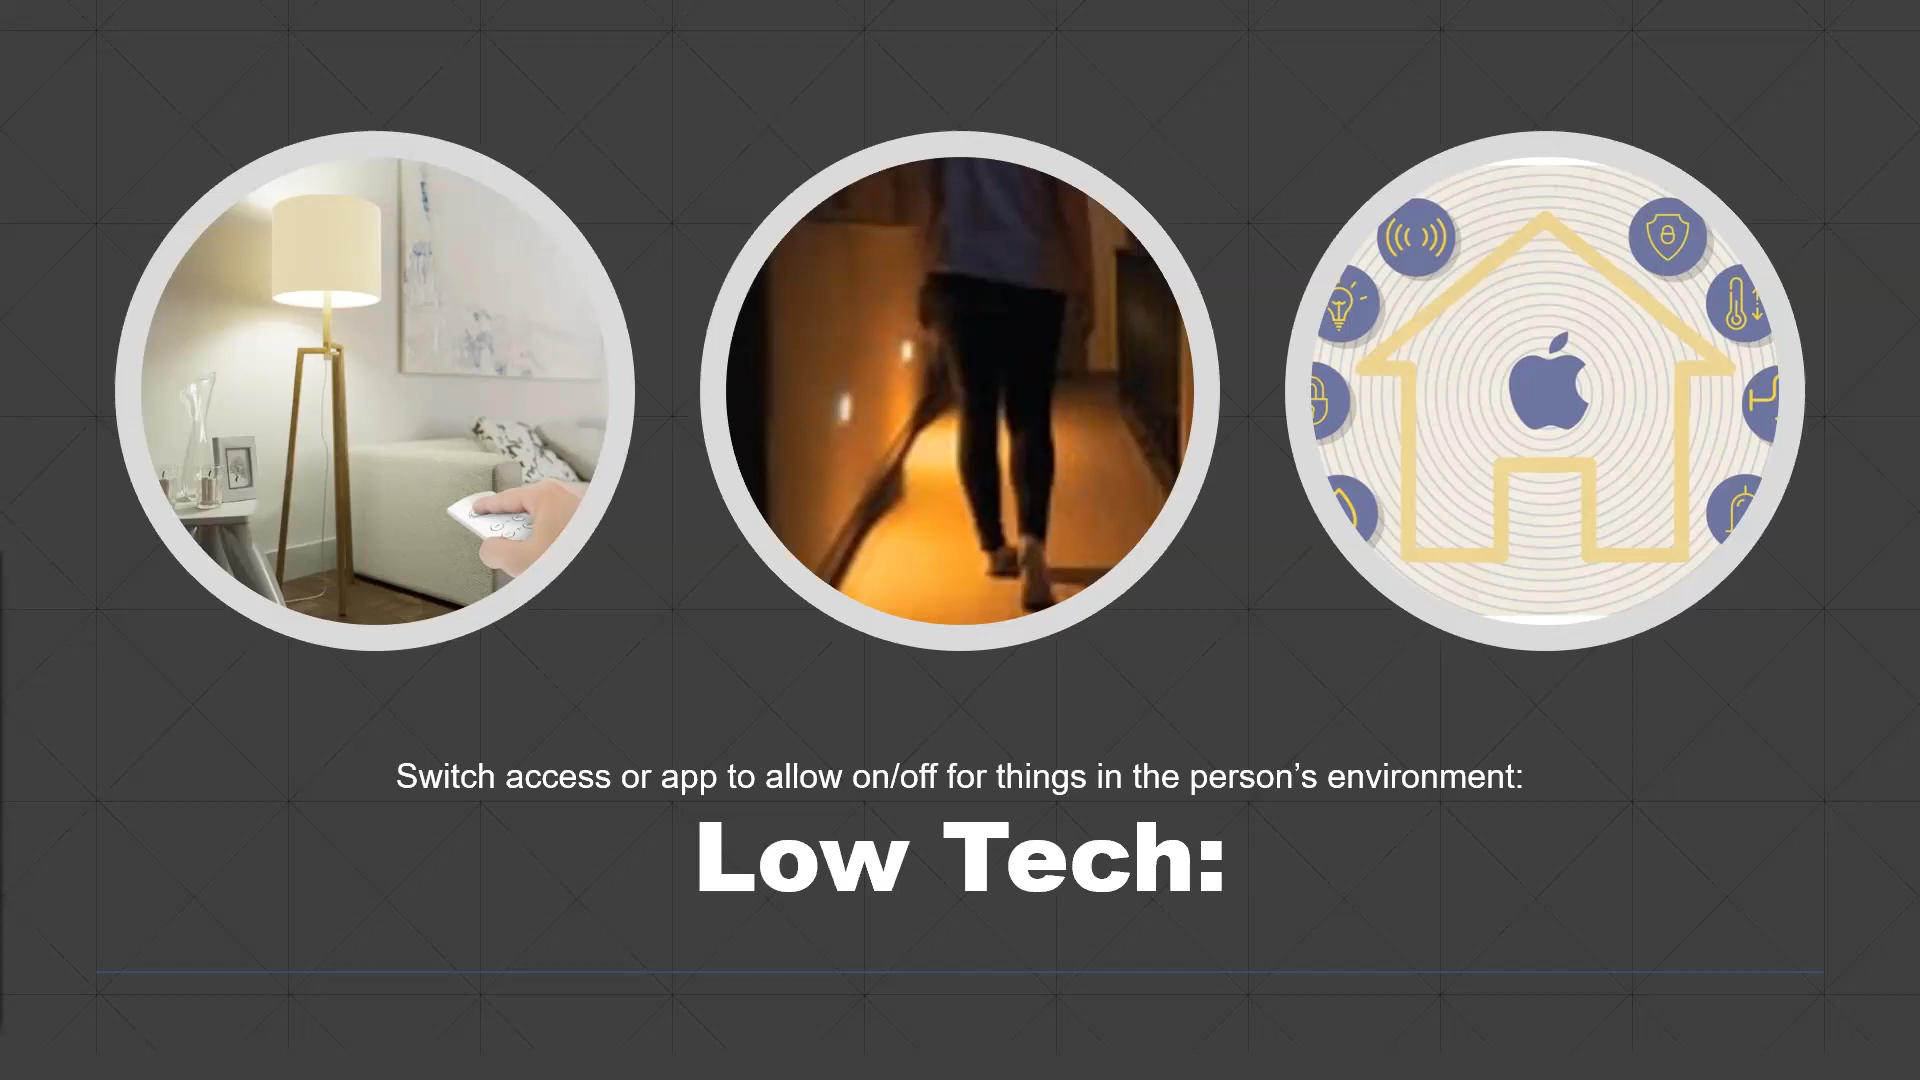 Switch access or app to allow on/off for things in the person’s environment:
Low Tech: